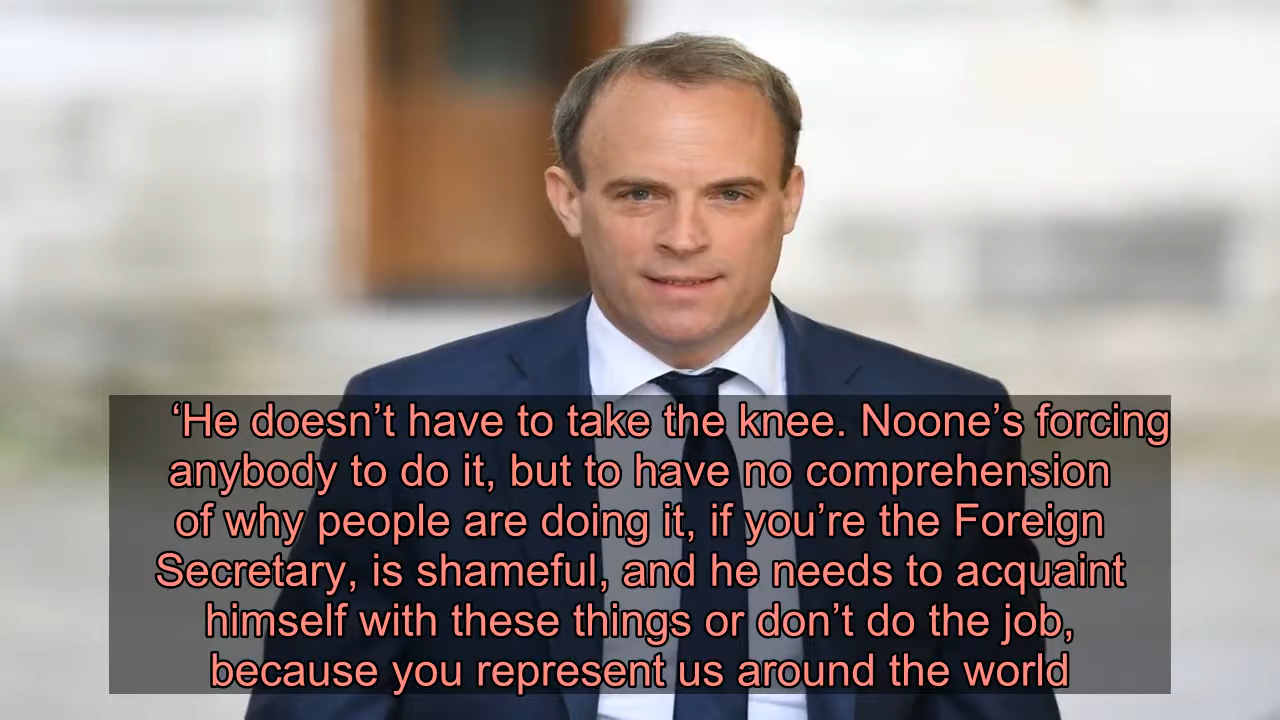 ‘He doesn’t have to take the knee. Noone’s forcing
anybody to do it, but to have no comprehension
of why people are doing it, if you’re the Foreign
Secretary, is shameful, and he needs to acquaint
himself with these things or don’t do the job,
because you represent us around the world